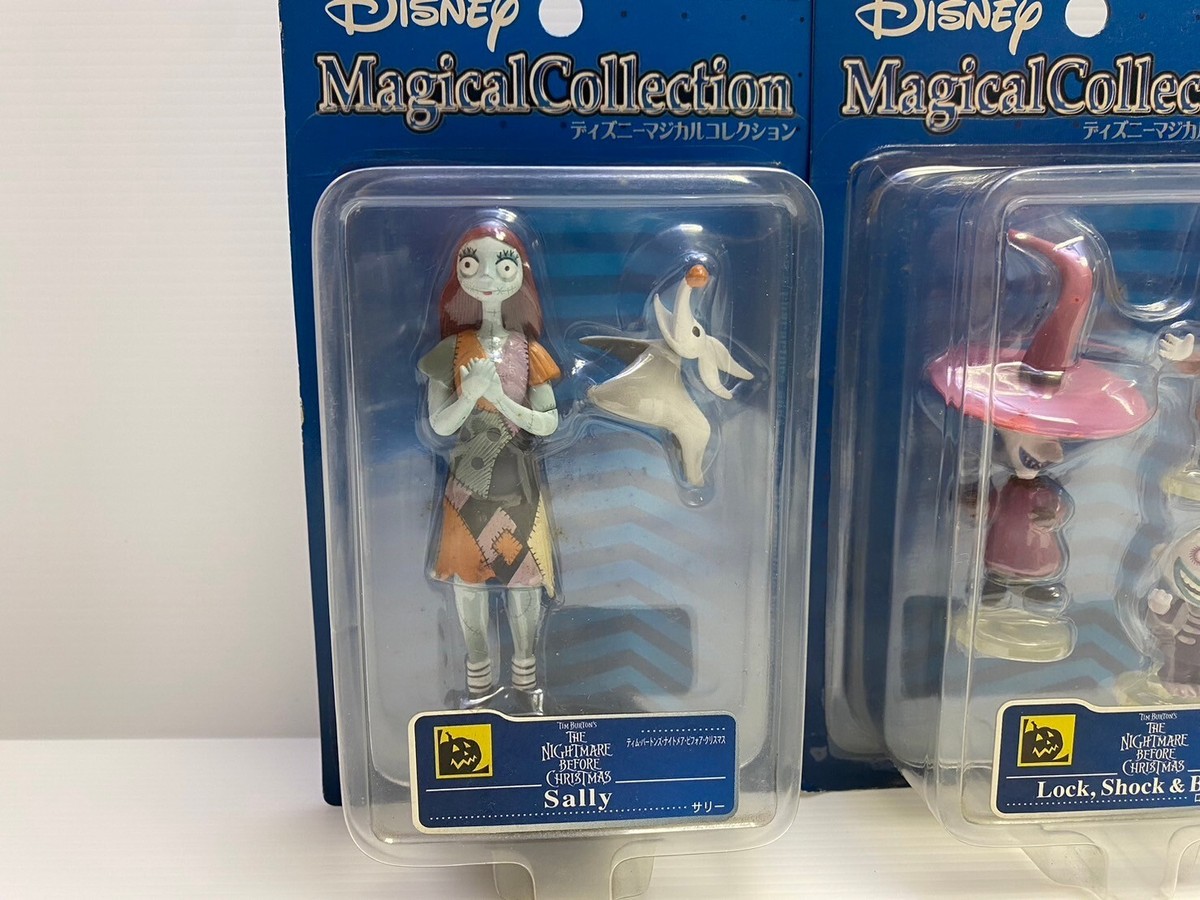 DISNEY
MagicalCollection
ディズニーマジカルコレクション
TIM BURTON'S
THE
NIGHTMARE
BEFORE
CHRISTMAS
ティム・バートンズ・ナイトメア・ビフォア・クリスマス
Sally
サリー
DISNEY
MagicalCollec
ディズニーマジカル
TIM BURTON'S
THE
NIGHTMARE
BEFORE
CHRISTMAS
Lock, Shock & B